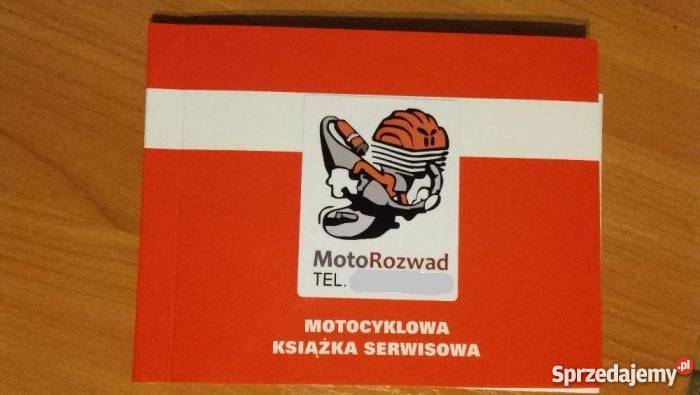 MotoRozwad
TEL.
MOTOCYKLOWA
KSIĄŻKA SERWISOWA
Sprzedajemy.pl